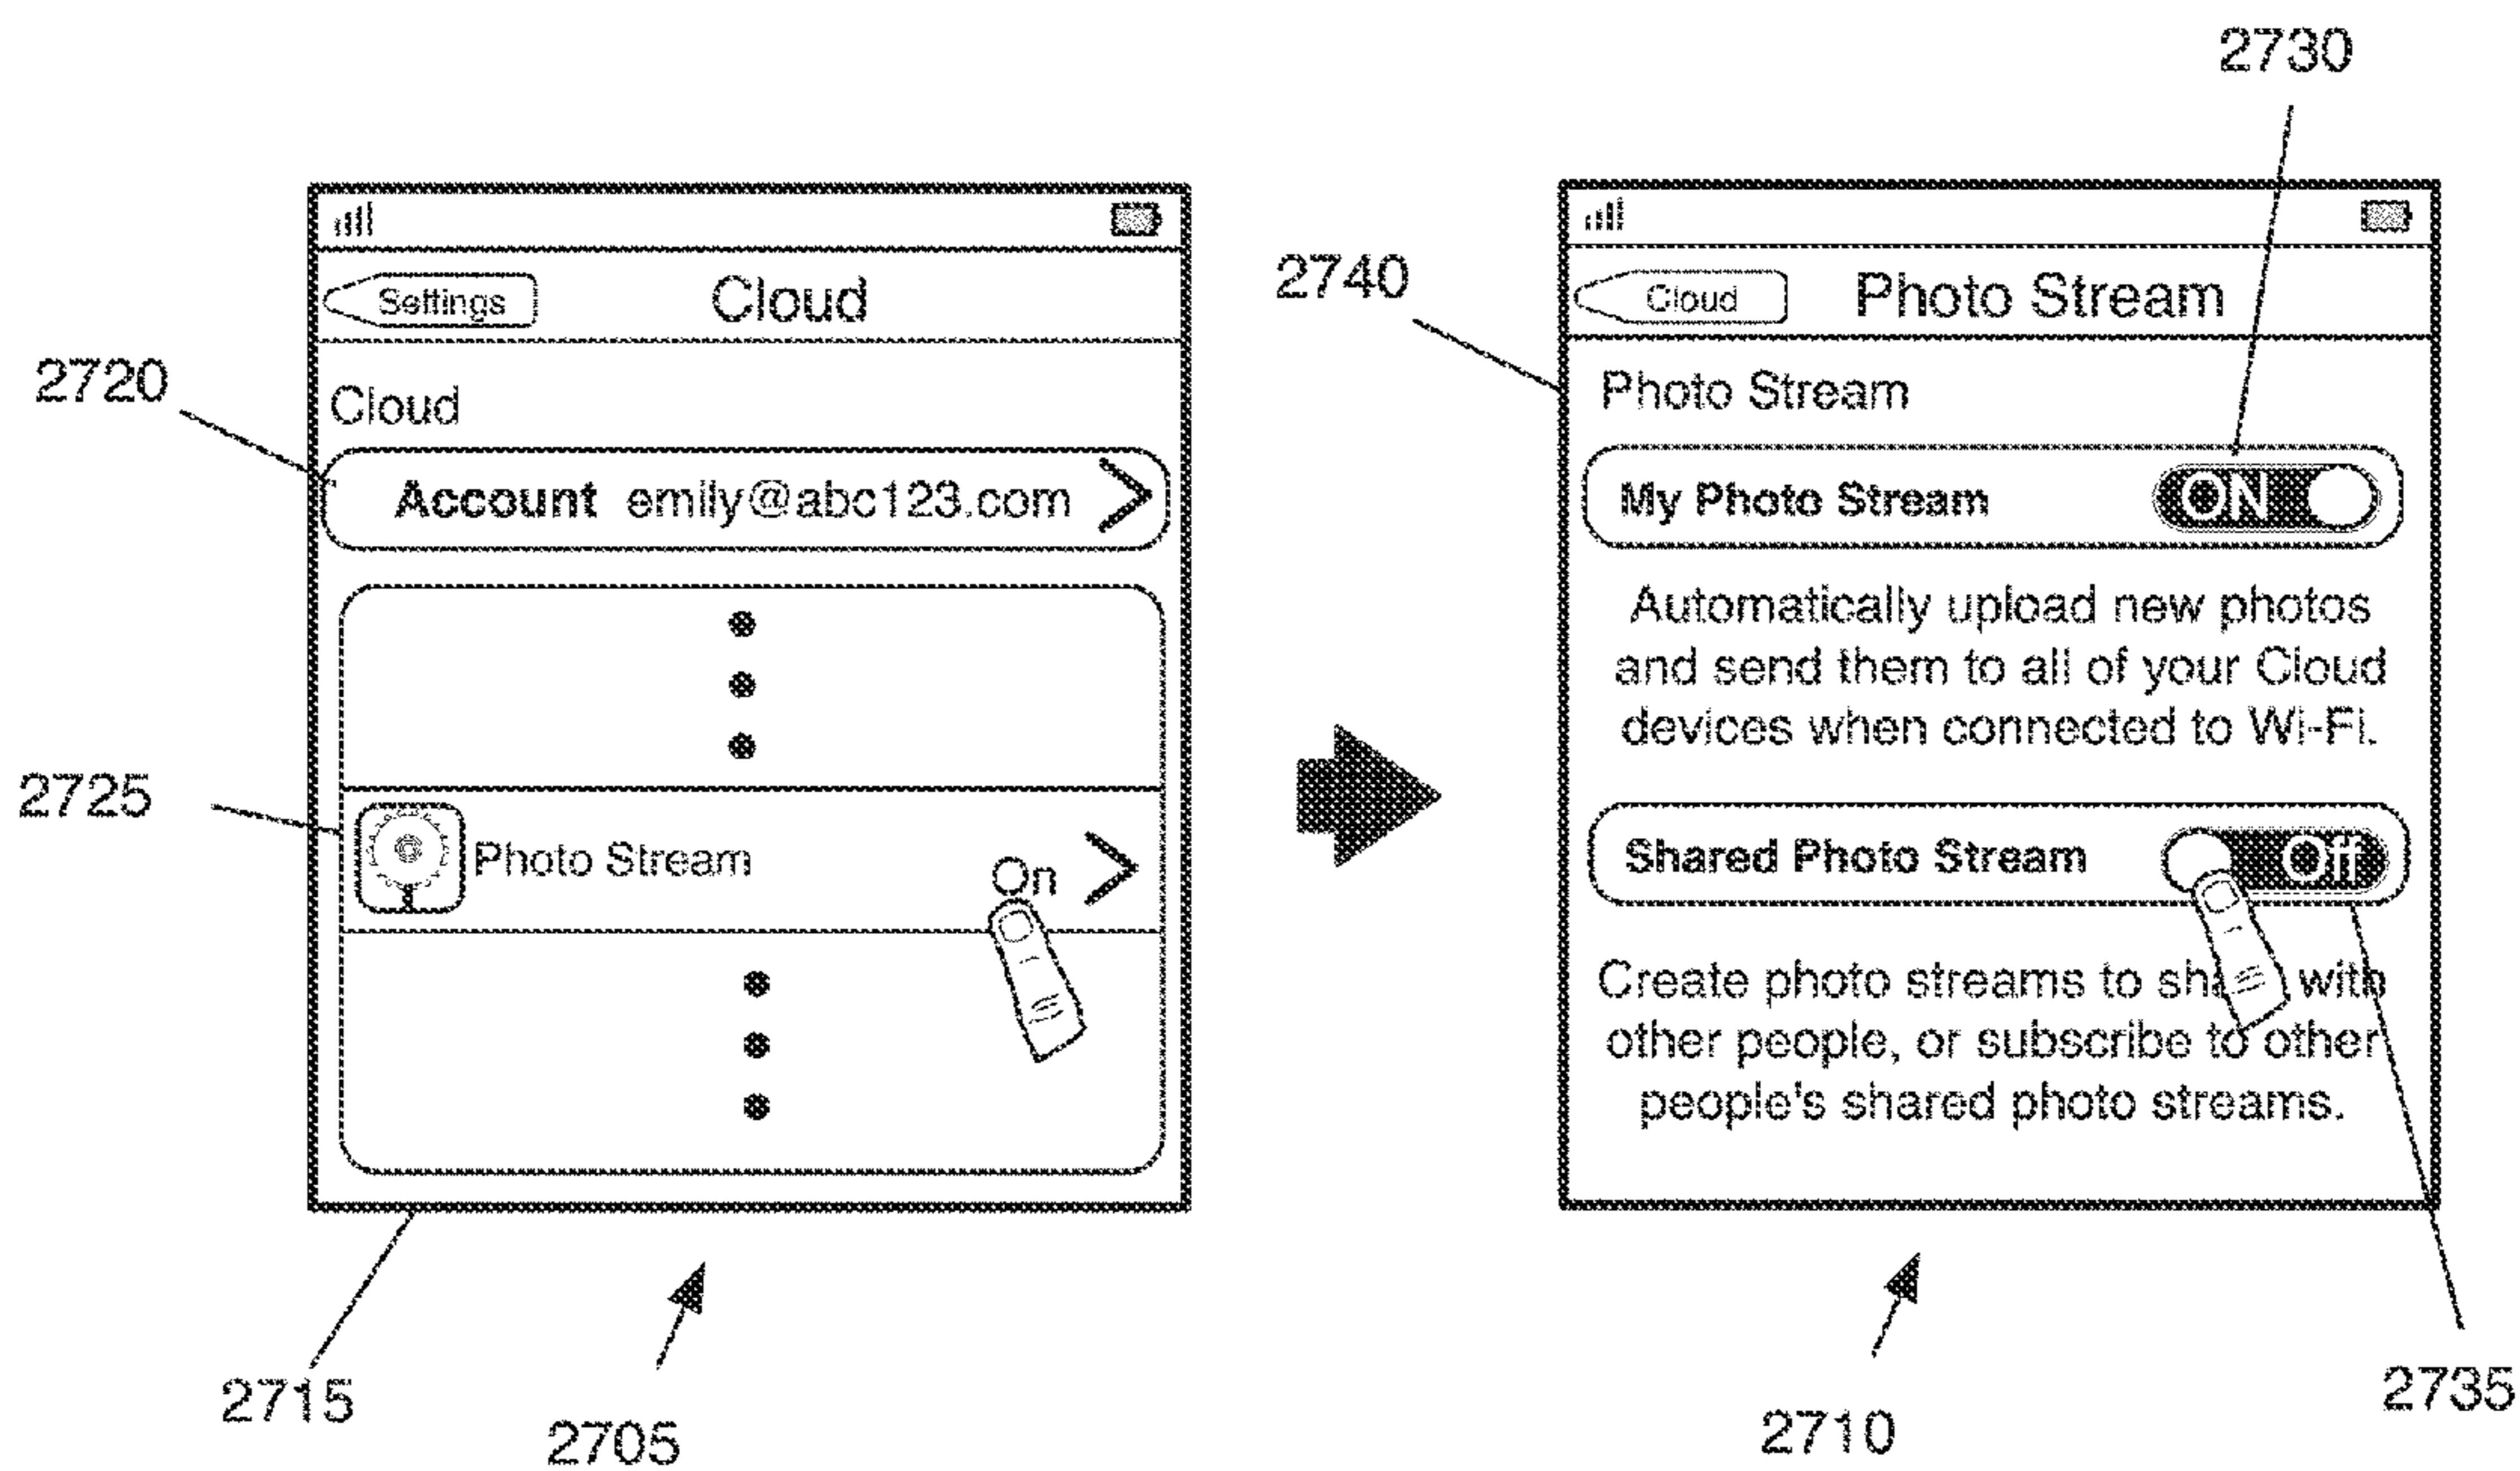 2730
Settings Cloud
Cloud Photo Stream
2740
2720
Cloud
Photo Stream
Account emily@abc123.com
My Photo Stream ON
Automatically upload new photos
and send them to all of your Cloud
devices when connected to Wi-Fi.
2725
Photo Stream On
Shared Photo Stream Off
Create photo streams to sha with
other people, or subscribe to other
people's shared photo streams.
2715
2705
2710
2735